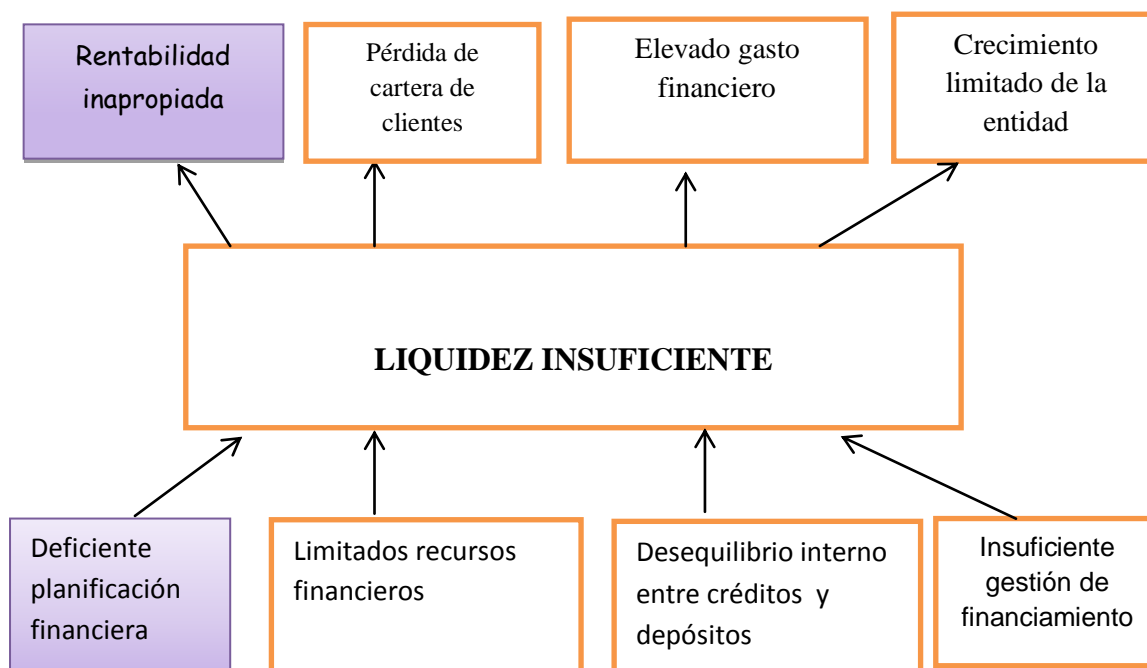 Rentabilidad
inapropiada
Pérdida de
cartera de
clientes
Elevado gasto
financiero
Crecimiento
limitado de la
entidad
LIQUIDEZ INSUFICIENTE
Deficiente
planificación
financiera
Limitados recursos
financieros
Desequilibrio interno
entre créditos y
depósitos
Insuficiente
gestión de
financiamiento